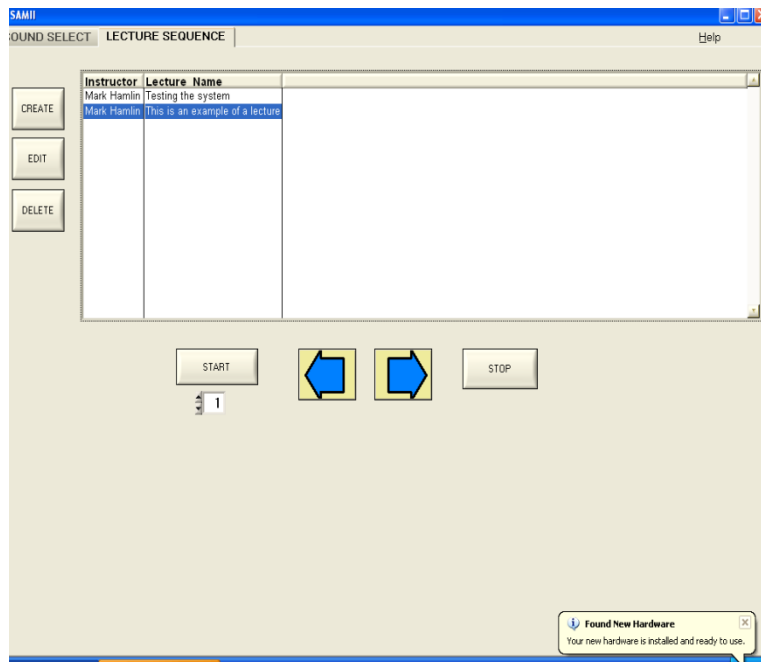 SAMII
OUND SELECT LECTURE SEQUENCE Help
Instructor Lecture Name
Mark Hamlin Testing the system
Mark Hamlin This is an example of a lecture
CREATE
EDIT
DELETE
START
STOP
1
Found New Hardware
Your new hardware is installed and ready to use.